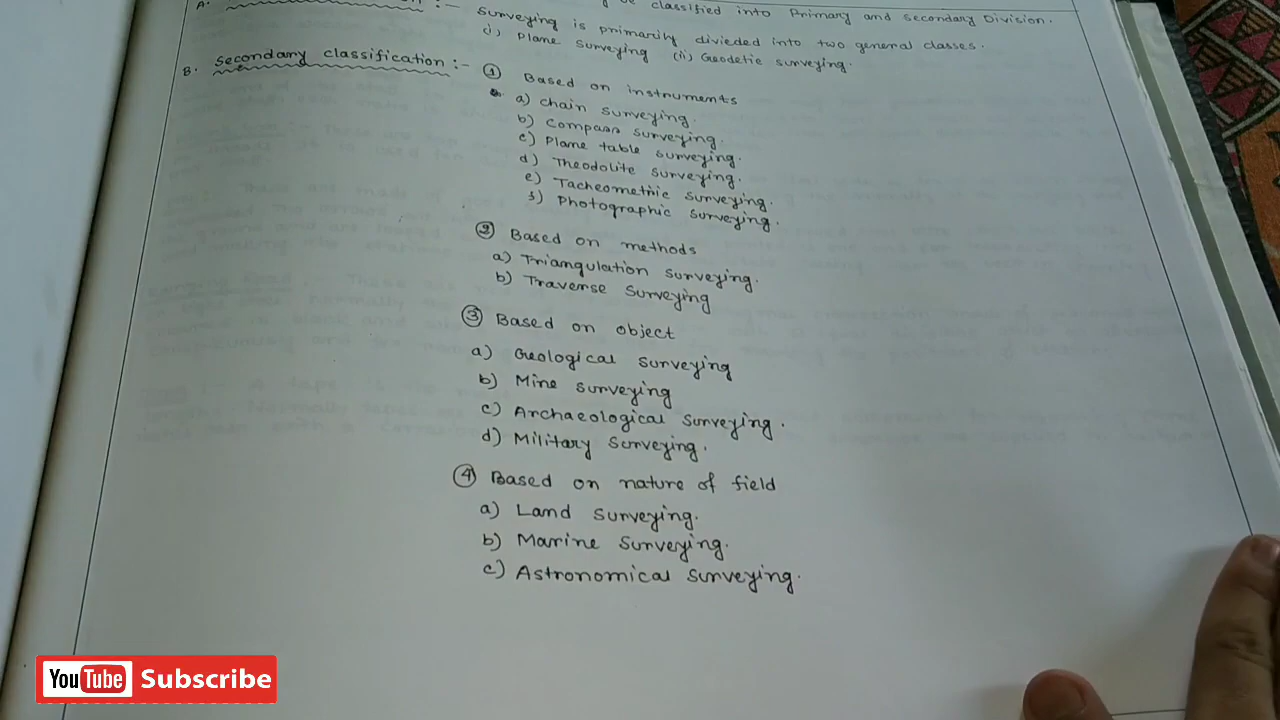 be classified into Primary and Secondary Division.
A. :-
Surveying is primarily divieded into two general classes.
i) Plane Surveying (ii) Geodetic surveying.
B. Secondary classification :-
① Based on instruments
a) Chain surveying.
b) Compass surveying.
c) Plane table surveying.
d) Theodolite surveying.
e) Tacheometric surveying.
f) Photographic surveying.
② Based on methods
a) Triangulation surveying.
b) Traverse surveying
③ Based on object
a) Geological surveying
b) Mine surveying
c) Archaeological surveying.
d) Military surveying.
④ Based on nature of field
a) Land surveying.
b) Marine surveying.
c) Astronomical surveying.
YouTube Subscribe